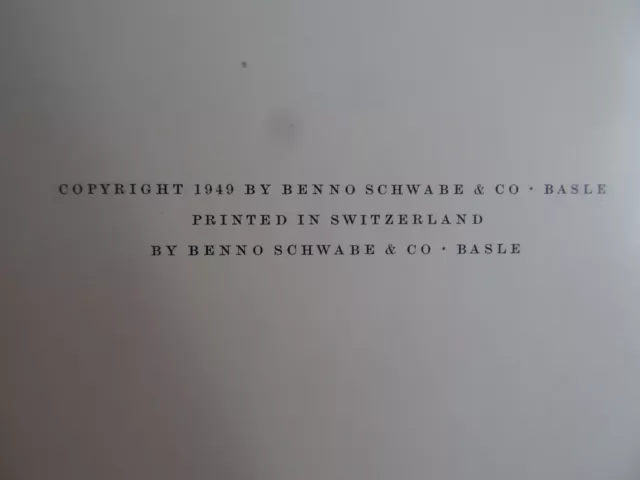 COPYRIGHT 1949 BY BENNO SCHWABE & CO · BASLE
PRINTED IN SWITZERLAND
BY BENNO SCHWABE & CO · BASLE